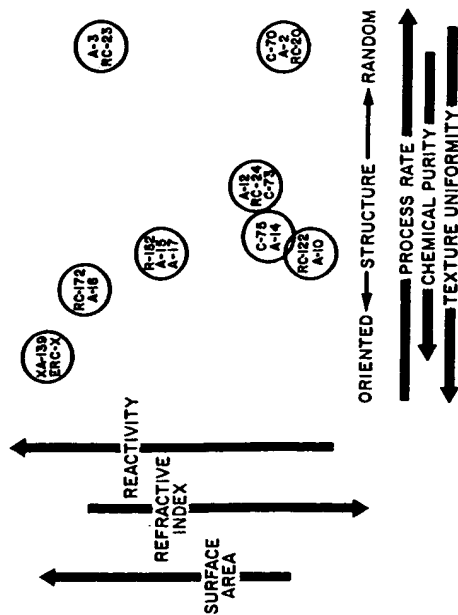 XA-139
ERC-X
RC-172
A-16
A-3
RC-23
R-152
A-15
A-17
A-12
RC-24
C-73
C-75
A-14
C-70
A-2
RC-20
RC-122
A-10
REACTIVITY
REFRACTIVE
INDEX
SURFACE
AREA
ORIENTED
STRUCTURE
RANDOM
PROCESS RATE
CHEMICAL PURITY
TEXTURE UNIFORMITY